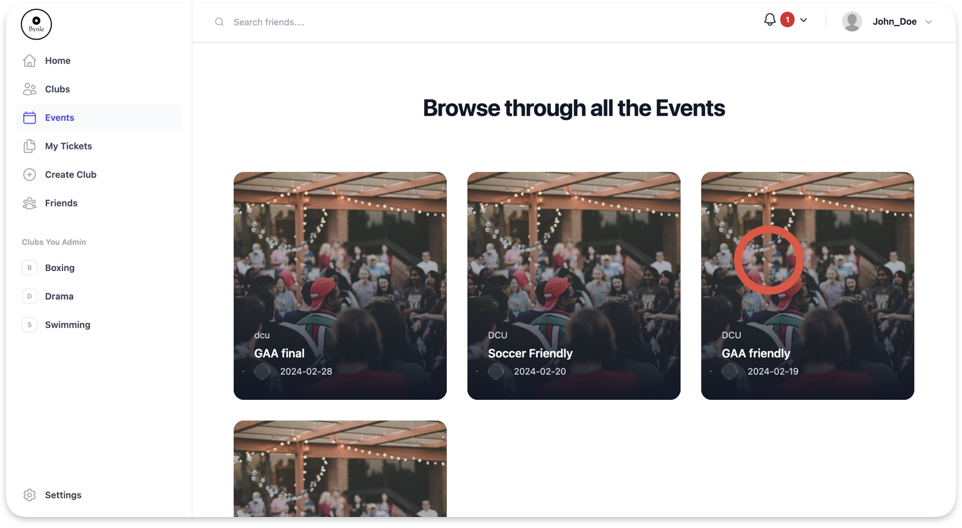 Bynle
Search friends....
1
John_Doe
Home
Clubs
Events
My Tickets
Create Club
Friends
Clubs You Admin
B
Boxing
D
Drama
S
Swimming
Settings
Browse through all the Events
dcu
GAA final
2024-02-28
DCU
Soccer Friendly
2024-02-20
DCU
GAA friendly
2024-02-19